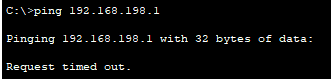 C:\>ping 192.168.198.1
Pinging 192.168.198.1 with 32 bytes of data:
Request timed out.